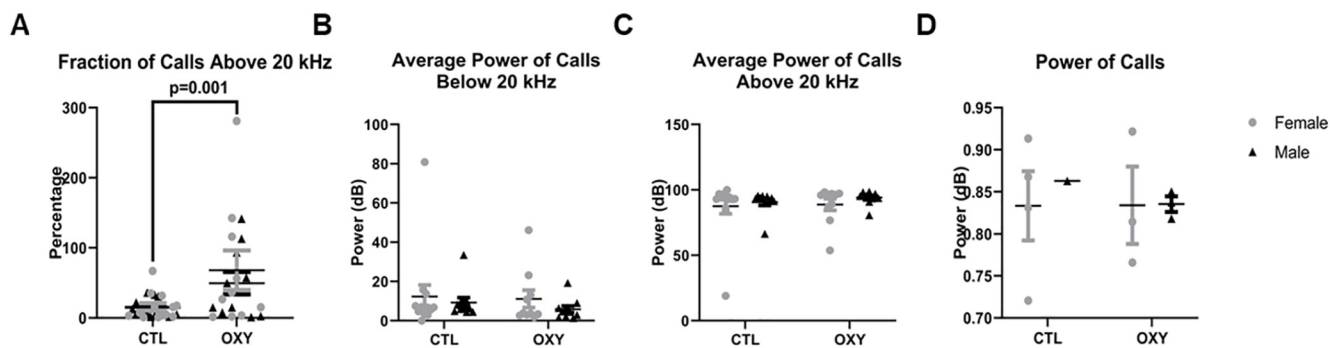 A
Fraction of Calls Above 20 kHz
p=0.001
300
200
100
0
Percentage
CTL
OXY
B
Average Power of Calls
Below 20 kHz
100
80
60
40
20
0
Power (dB)
CTL
OXY
C
Average Power of Calls
Above 20 kHz
150
100
50
0
Power (dB)
CTL
OXY
D
Power of Calls
0.95
0.90
0.85
0.80
0.75
0.70
Power (dB)
CTL
OXY
Female
Male